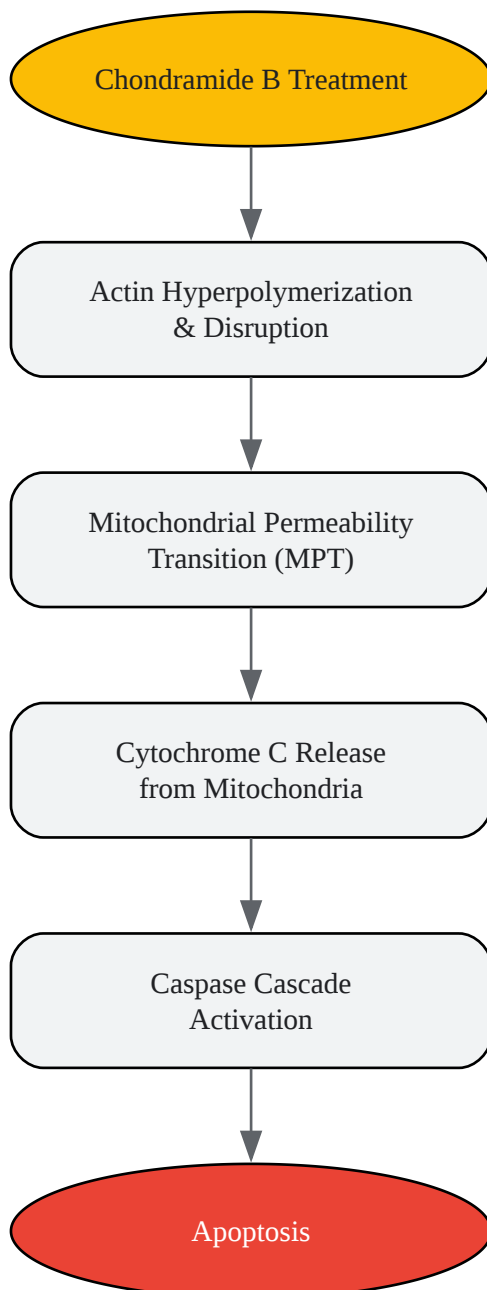 Chondramide B Treatment
Actin Hyperpolymerization
& Disruption
Mitochondrial Permeability
Transition (MPT)
Cytochrome C Release
from Mitochondria
Caspase Cascade
Activation
Apoptosis